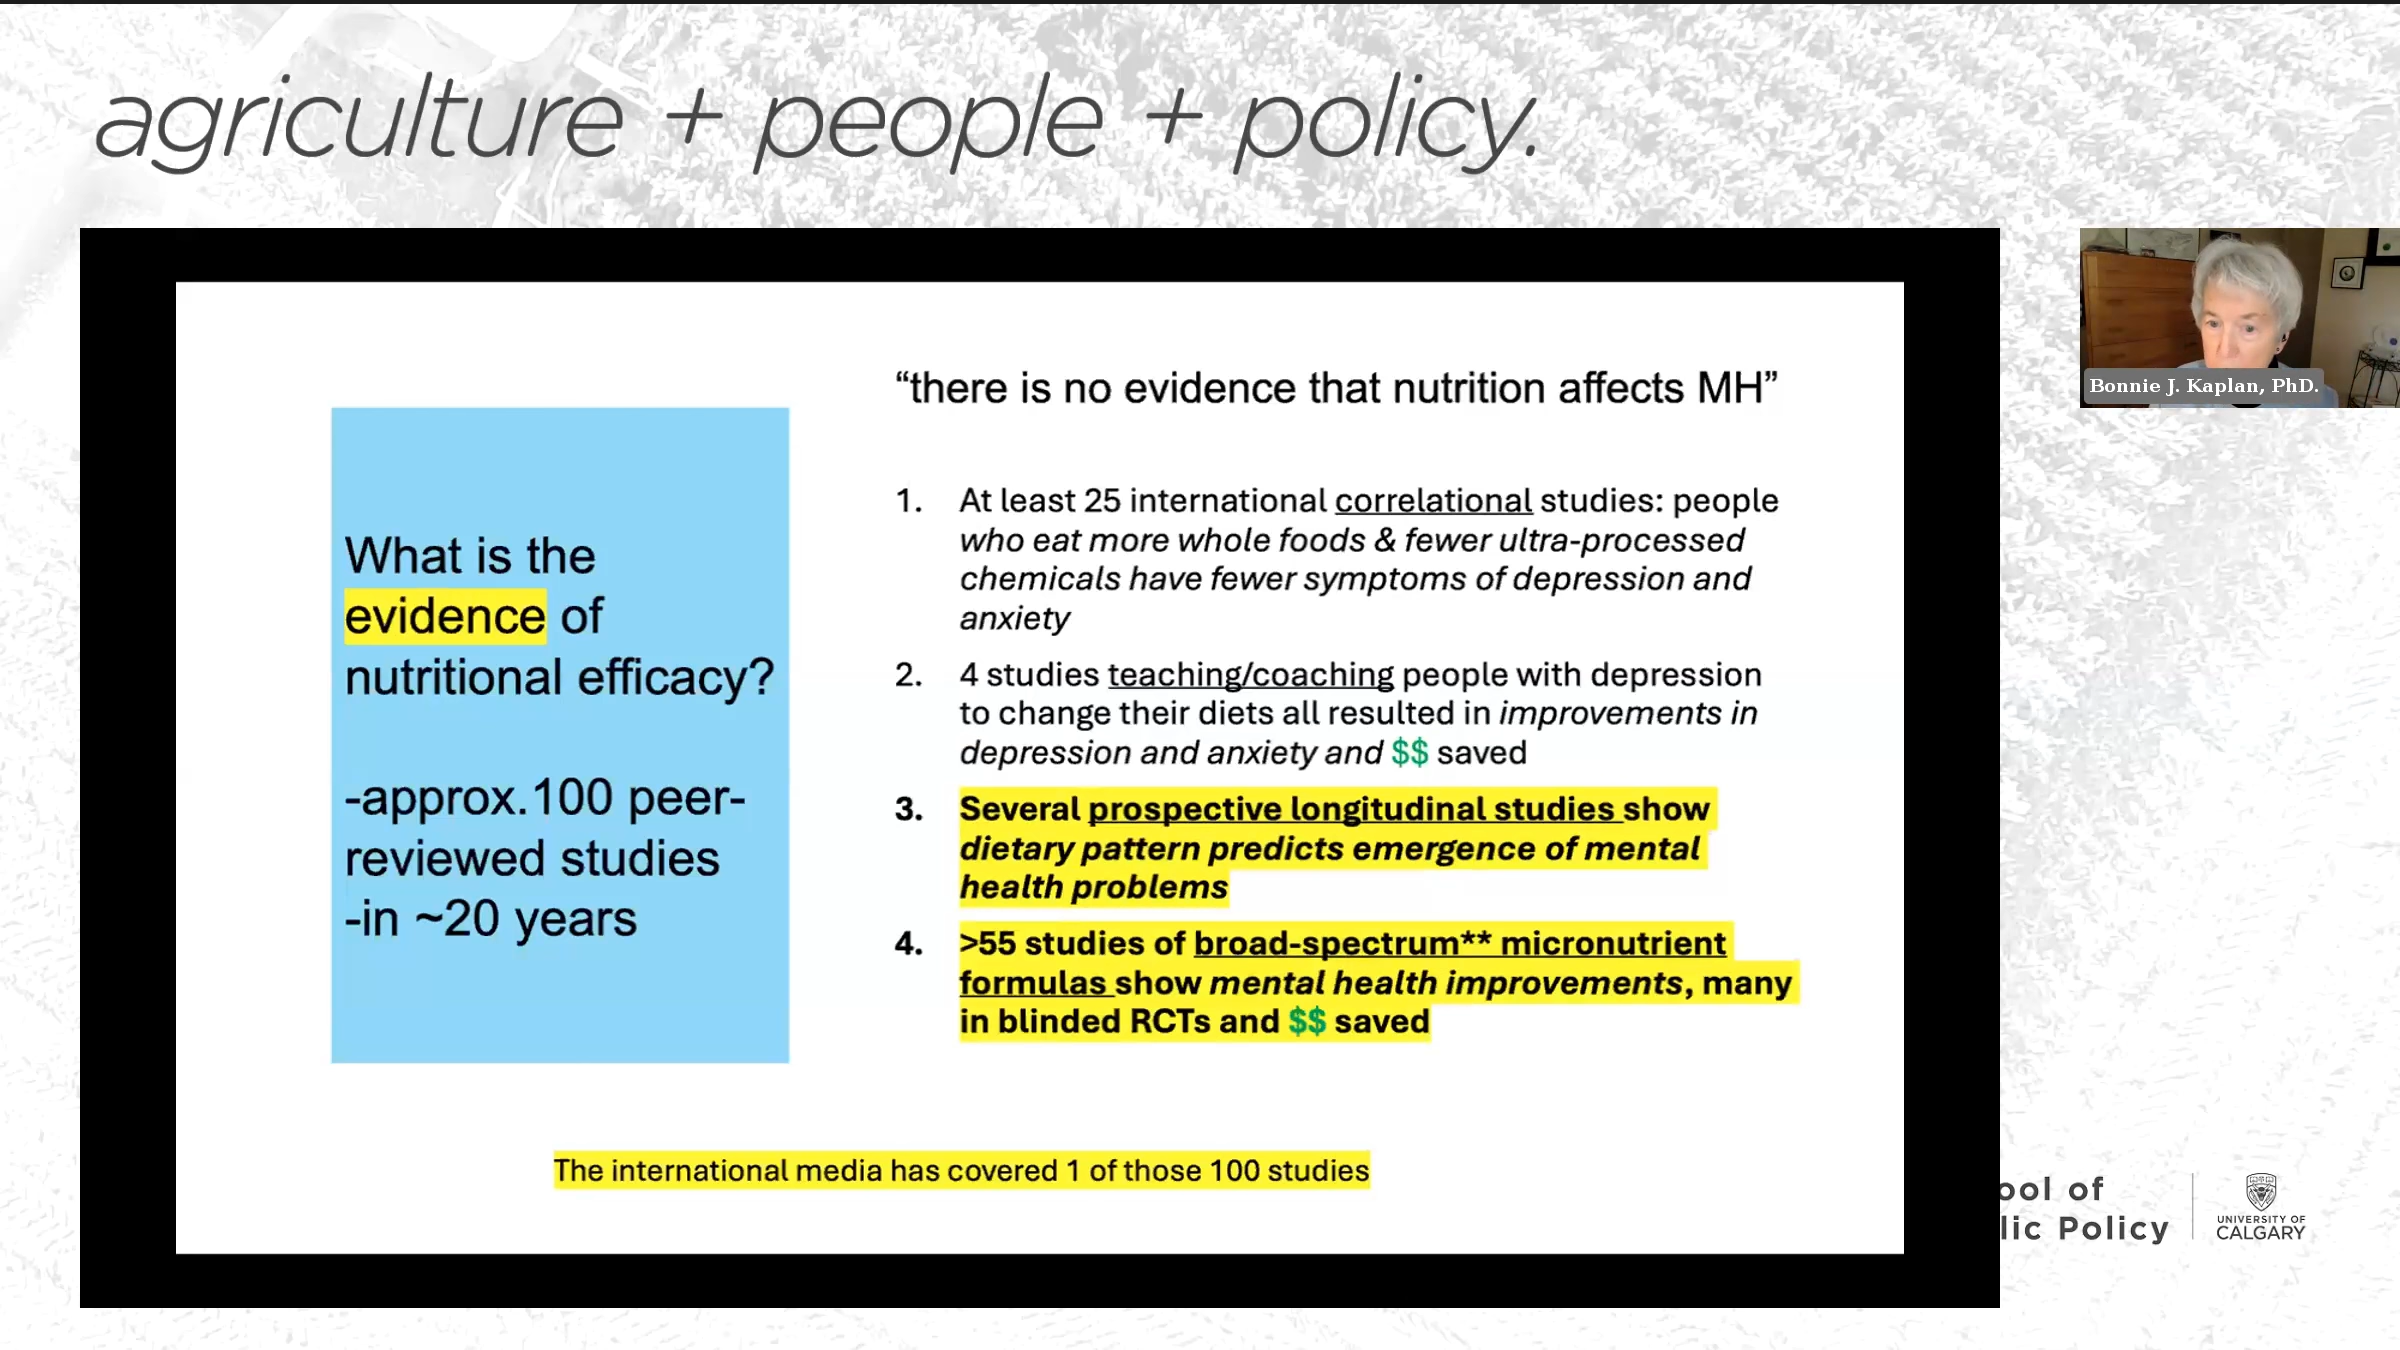 agriculture + people + policy.
What is the
evidence of
nutritional efficacy?
-approx.100 peer-
reviewed studies
-in ~20 years
“there is no evidence that nutrition affects MH”
1. At least 25 international correlational studies: people
who eat more whole foods & fewer ultra-processed
chemicals have fewer symptoms of depression and
anxiety
2. 4 studies teaching/coaching people with depression
to change their diets all resulted in improvements in
depression and anxiety and $$ saved
3. Several prospective longitudinal studies show
dietary pattern predicts emergence of mental
health problems
4. >55 studies of broad-spectrum** micronutrient
formulas show mental health improvements, many
in blinded RCTs and $$ saved
The international media has covered 1 of those 100 studies
Bonnie J. Kaplan, PhD.
ool of
lic Policy
UNIVERSITY OF
CALGARY